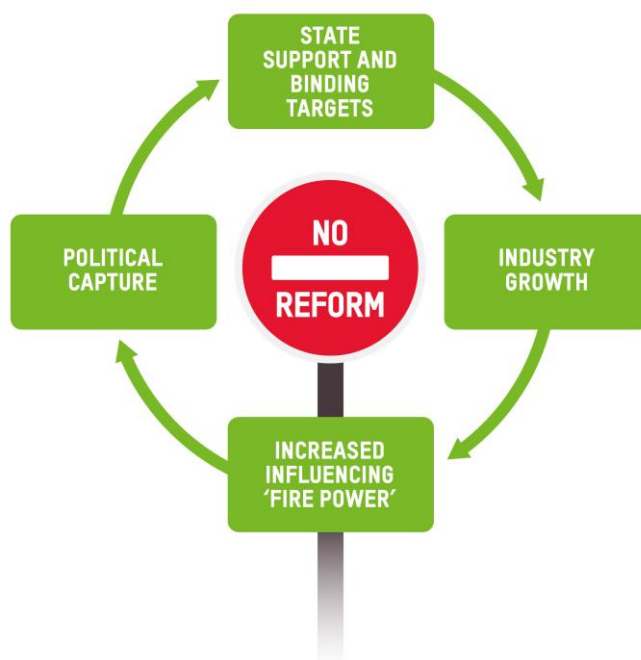 STATE
SUPPORT AND
BINDING
TARGETS
NO
REFORM
POLITICAL
CAPTURE
INDUSTRY
GROWTH
INCREASED
INFLUENCING
‘FIRE POWER’